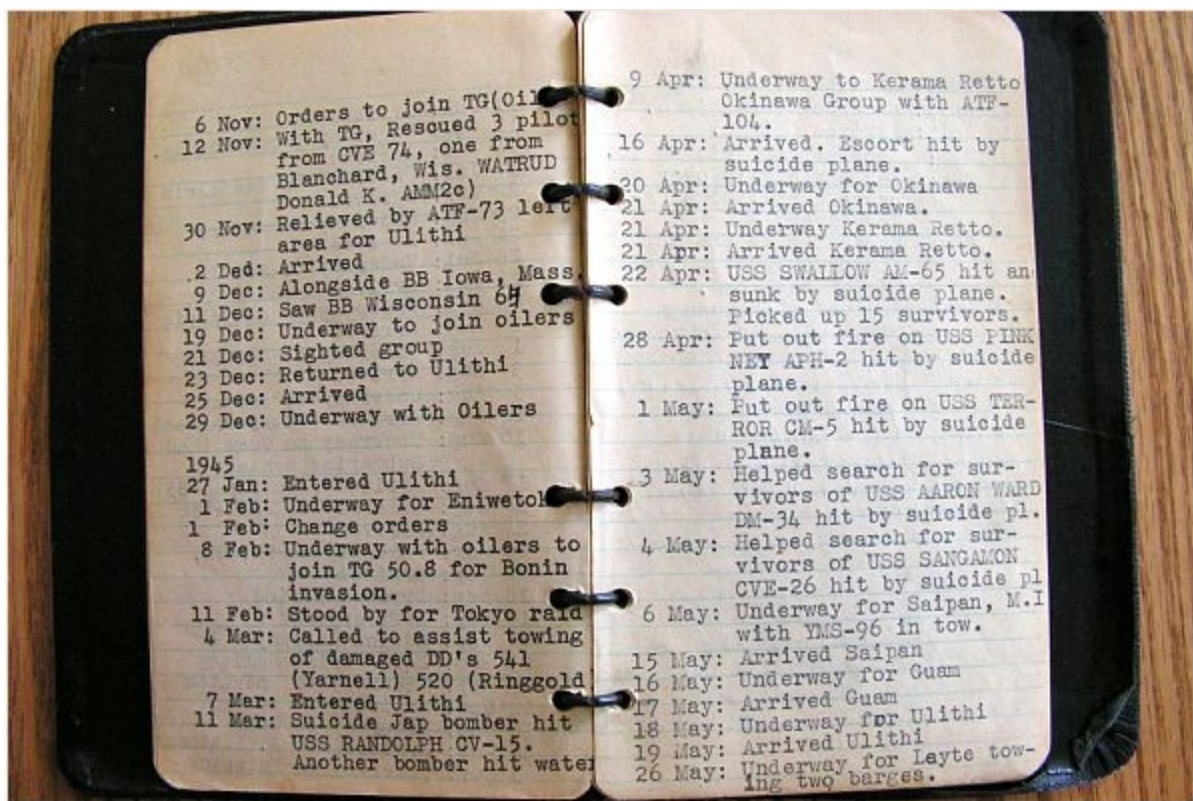 6 Nov: Orders to join TG(Oil
12 Nov: With TG, Rescued 3 pilot
from CVE 74, one from
Blanchard, Wis. WATRUD
Donald K. AMM2c)
30 Nov: Relieved by ATF-73 left
area for Ulithi
2 Ded: Arrived
9 Dec: Alongside BB Iowa, Mass.
11 Dec: Saw BB Wisconsin 64
19 Dec: Underway to join oilers
21 Dec: Sighted group
23 Dec: Returned to Ulithi
25 Dec: Arrived
29 Dec: Underway with Oilers
1945
27 Jan: Entered Ulithi
1 Feb: Underway for Eniwetok
1 Feb: Change orders
8 Feb: Underway with oilers to
join TG 50.8 for Bonin
invasion.
11 Feb: Stood by for Tokyo raid
4 Mar: Called to assist towing
of damaged DD's 541
(Yarnell) 520 (Ringgold
7 Mar: Entered Ulithi
11 Mar: Suicide Jap bomber hit
USS RANDOLPH CV-15.
Another bomber hit water
9 Apr: Underway to Kerama Retto
Okinawa Group with ATF-
104.
16 Apr: Arrived. Escort hit by
suicide plane.
20 Apr: Underway for Okinawa
21 Apr: Arrived Okinawa.
21 Apr: Underway Kerama Retto.
21 Apr: Arrived Kerama Retto.
22 Apr: USS SWALLOW AM-65 hit an
sunk by suicide plane.
Picked up 15 survivors.
28 Apr: Put out fire on USS PINK
NEY APH-2 hit by suicide
plane.
1 May: Put out fire on USS TER-
ROR CM-5 hit by suicide
plane.
3 May: Helped search for sur-
vivors of USS AARON WARD
DM-34 hit by suicide pl.
4 May: Helped search for sur-
vivors of USS SANGAMON
CVE-26 hit by suicide pl
6 May: Underway for Saipan, M.I
with YMS-96 in tow.
15 May: Arrived Saipan
16 May: Underway for Guam
17 May: Arrived Guam
18 May: Underway for Ulithi
19 May: Arrived Ulithi
26 May: Underway for Leyte tow-
ing two barges.